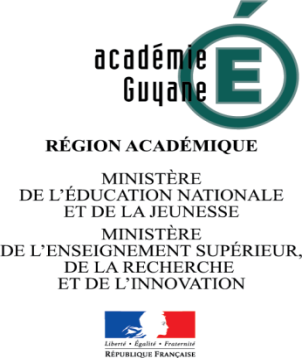 académie
Guyane
É
RÉGION ACADÉMIQUE
MINISTÈRE
DE L'ÉDUCATION NATIONALE
ET DE LA JEUNESSE
MINISTÈRE
DE L'ENSEIGNEMENT SUPÉRIEUR,
DE LA RECHERCHE
ET DE L'INNOVATION
Liberté • Égalité • Fraternité
RÉPUBLIQUE FRANÇAISE